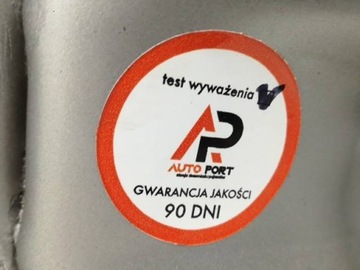 test wyważenia
AP
AUTO PORT
GWARANCJA JAKOŚCI
90 DNI